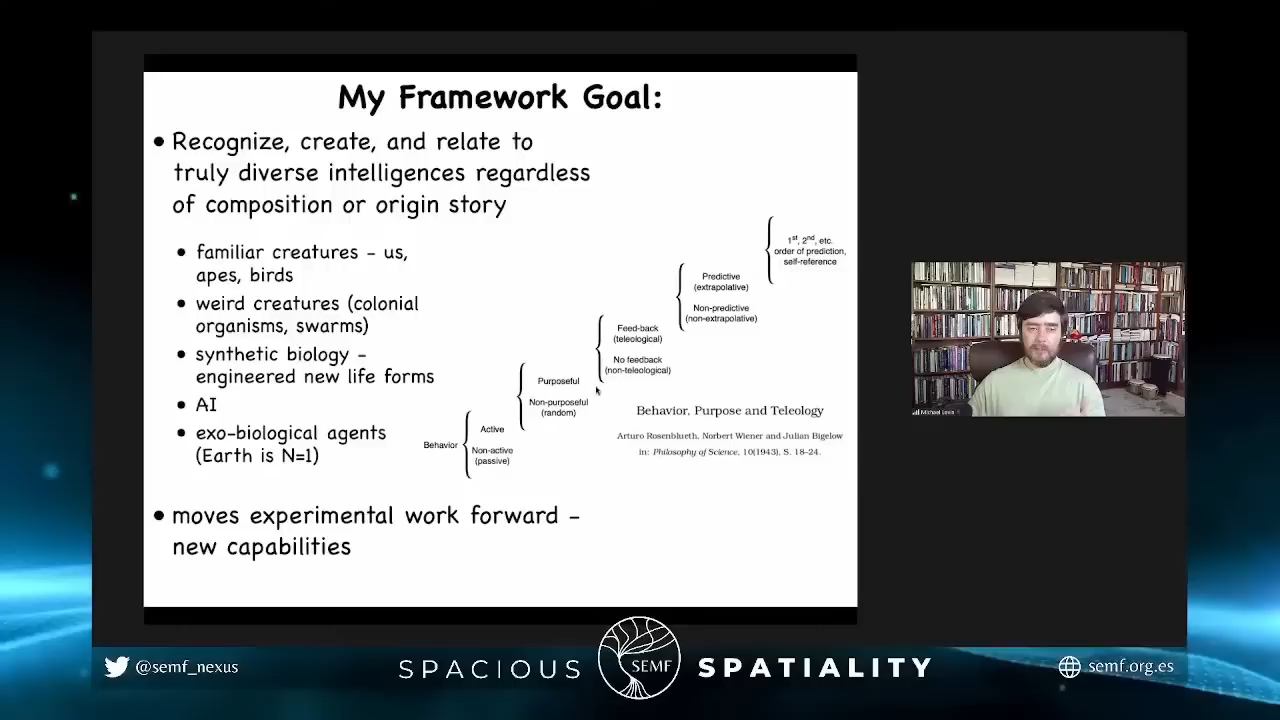 My Framework Goal:
• Recognize, create, and relate to
truly diverse intelligences regardless
of composition or origin story
• familiar creatures – us,
apes, birds
• weird creatures (colonial
organisms, swarms)
• synthetic biology –
engineered new life forms
• AI
• exo-biological agents
(Earth is N=1)
• moves experimental work forward –
new capabilities
Behavior
Active
Non-active
(passive)
Purposeful
Non-purposeful
(random)
Feed-back
(teleological)
No feedback
(non-teleological)
Predictive
(extrapolative)
Non-predictive
(non-extrapolative)
1st, 2nd, etc.
order of prediction,
self-reference
Behavior, Purpose and Teleology
Arturo Rosenblueth, Norbert Wiener and Julian Bigelow
in: Philosophy of Science, 10(1943), S. 18–24.
Michael Levin
@semf_nexus
SPACIOUS
SEMF
SPATIALITY
semf.org.es